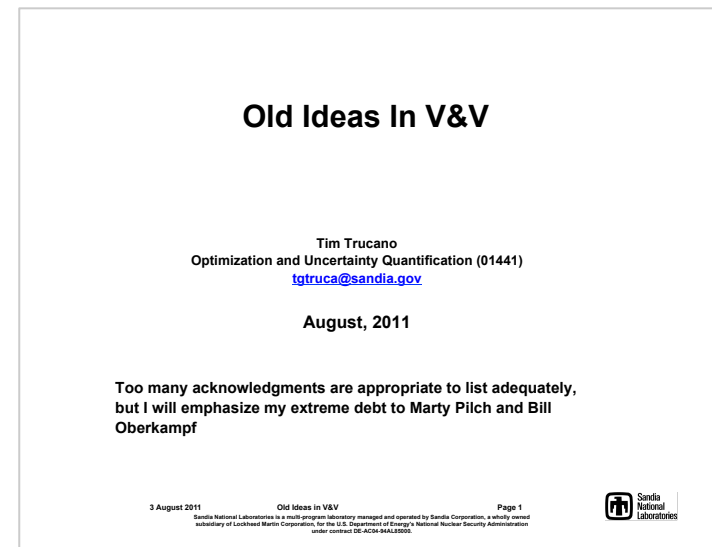 Old Ideas In V&V
Tim Trucano
Optimization and Uncertainty Quantification (01441)
tgtruca@sandia.gov
August, 2011
Too many acknowledgments are appropriate to list adequately,
but I will emphasize my extreme debt to Marty Pilch and Bill
Oberkampf
3 August 2011 Old Ideas in V&V Page 1
Sandia National Laboratories is a multi-program laboratory managed and operated by Sandia Corporation, a wholly owned
subsidiary of Lockheed Martin Corporation, for the U.S. Department of Energy's National Nuclear Security Administration
under contract DE-AC04-94AL85000.
Sandia
National
Laboratories